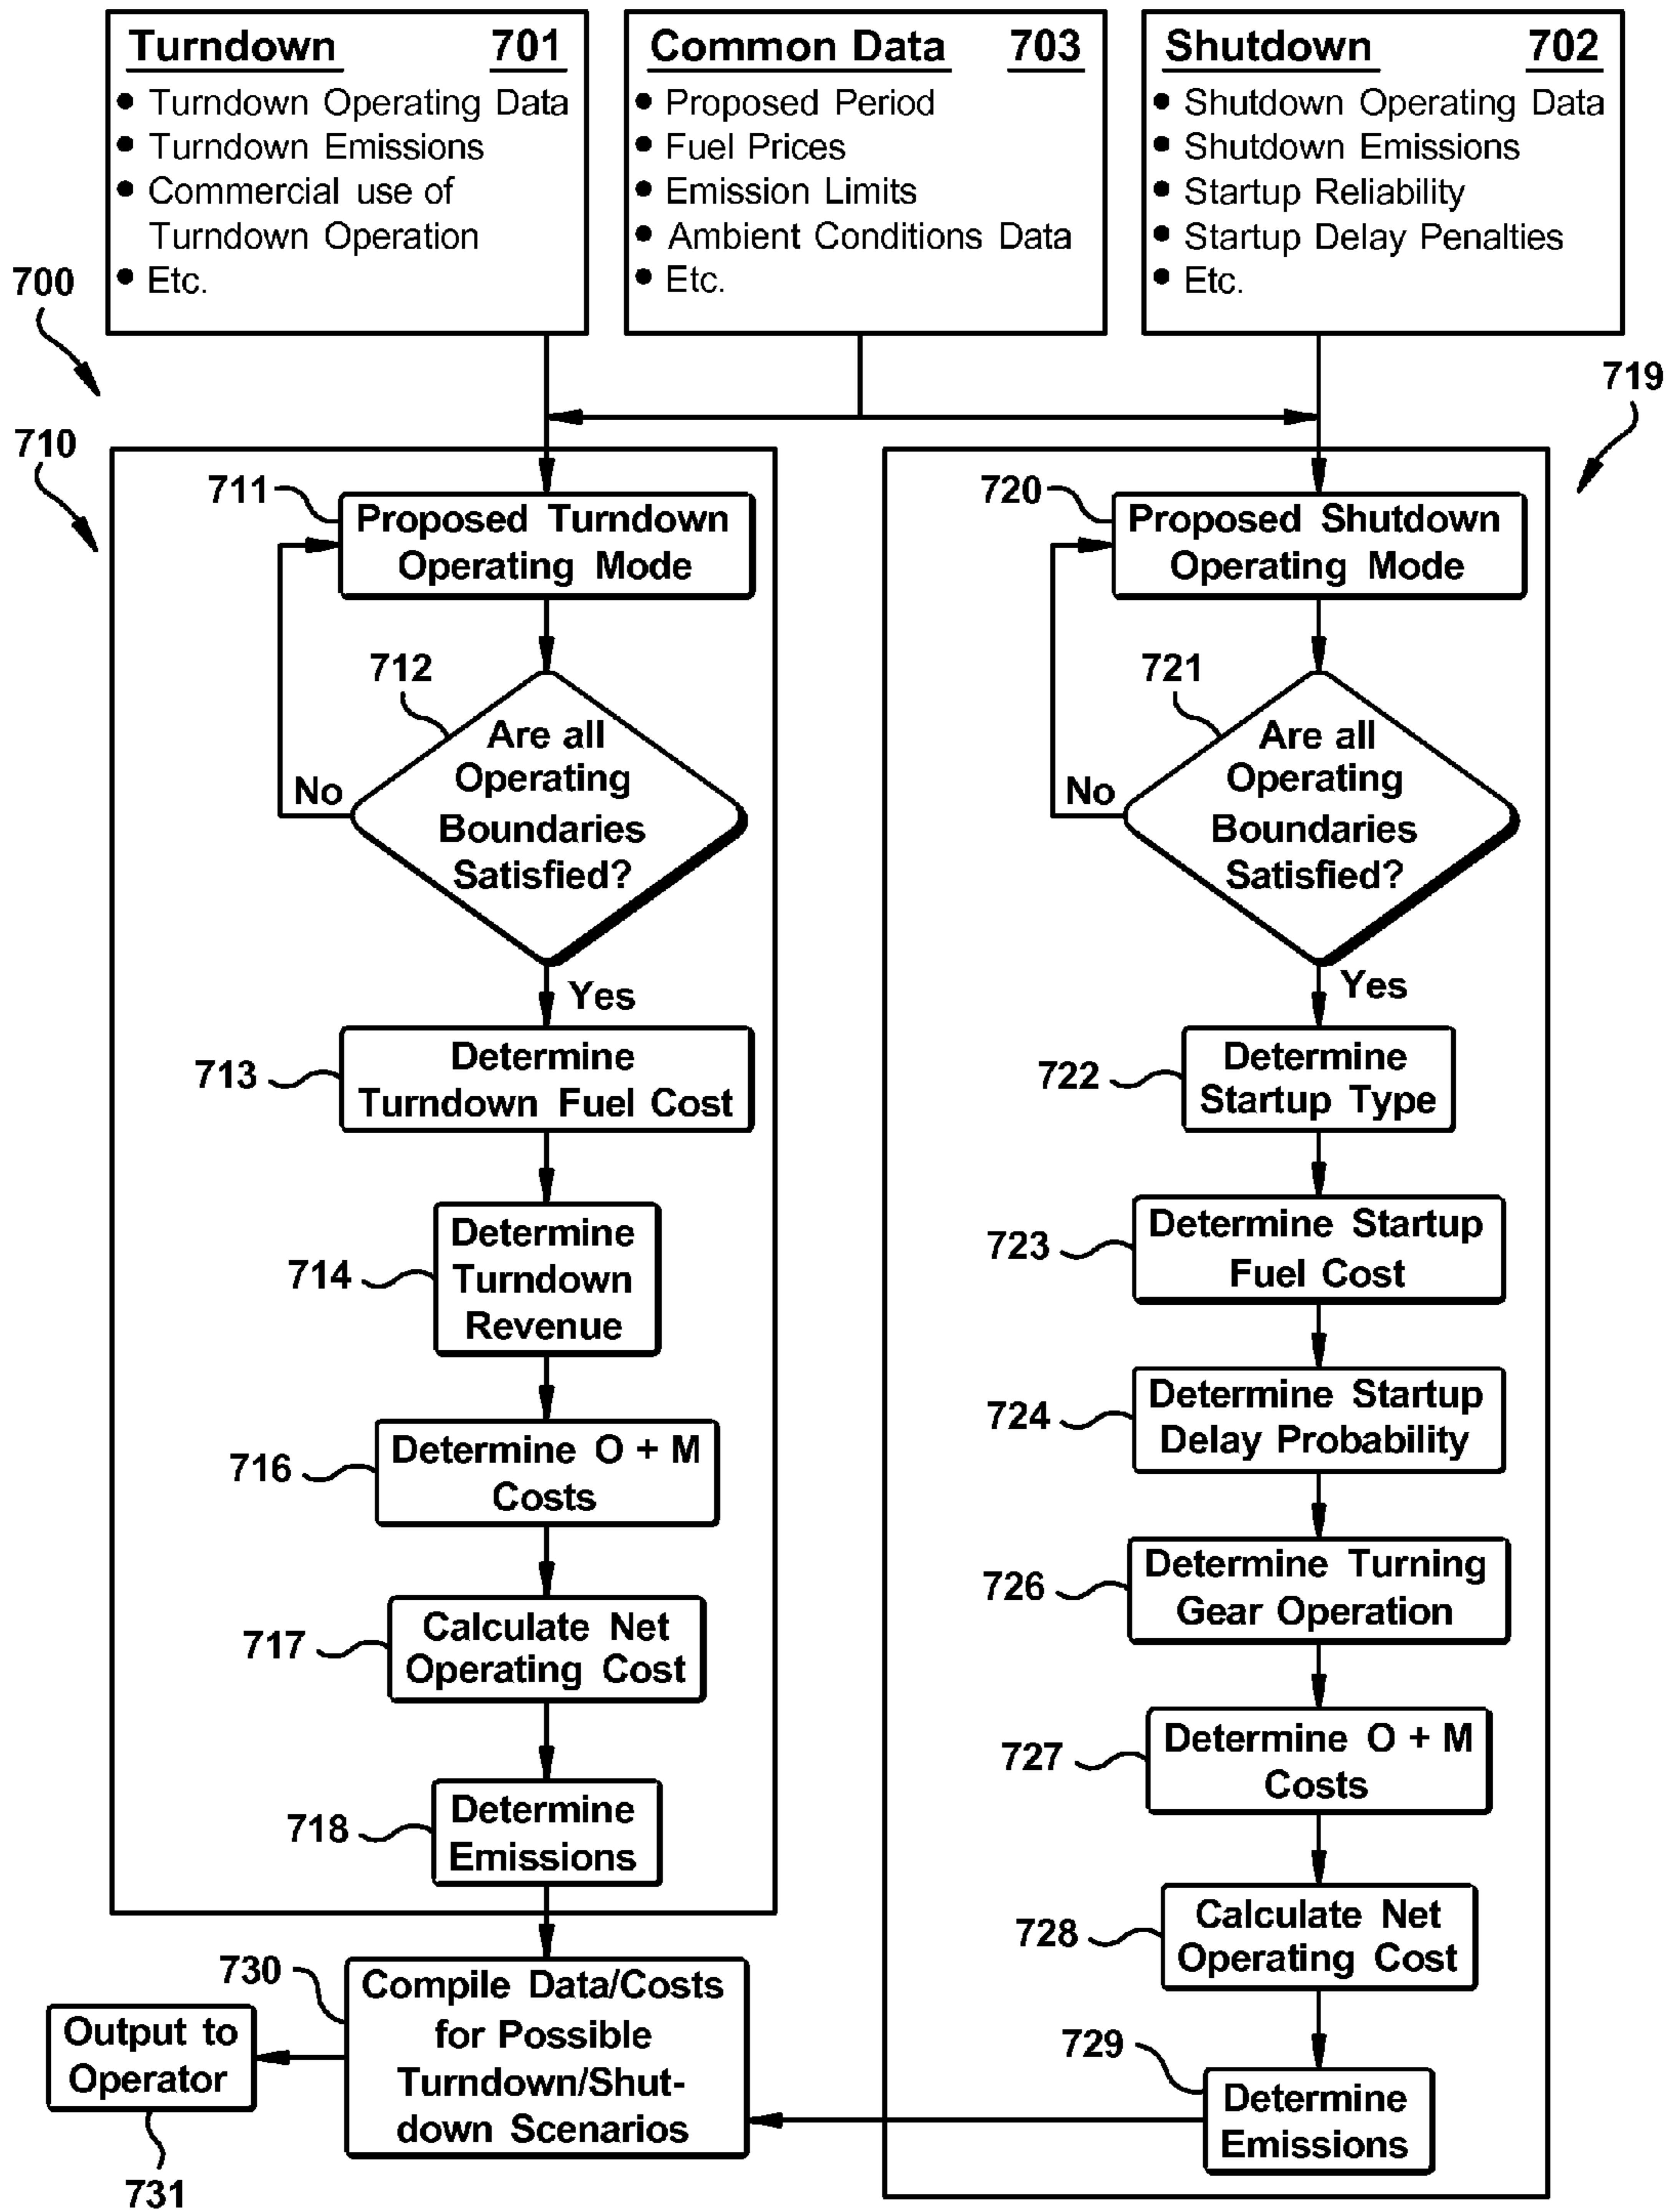 Turndown 701
• Turndown Operating Data
• Turndown Emissions
• Commercial use of
Turndown Operation
• Etc.
Common Data 703
• Proposed Period
• Fuel Prices
• Emission Limits
• Ambient Conditions Data
• Etc.
Shutdown 702
• Shutdown Operating Data
• Shutdown Emissions
• Startup Reliability
• Startup Delay Penalties
• Etc.
700
710
711
Proposed Turndown
Operating Mode
712
Are all
Operating
Boundaries
Satisfied?
No
Yes
713
Determine
Turndown Fuel Cost
714
Determine
Turndown
Revenue
716
Determine O + M
Costs
717
Calculate Net
Operating Cost
718
Determine
Emissions
719
720
Proposed Shutdown
Operating Mode
721
Are all
Operating
Boundaries
Satisfied?
No
Yes
722
Determine
Startup Type
723
Determine Startup
Fuel Cost
724
Determine Startup
Delay Probability
726
Determine Turning
Gear Operation
727
Determine O + M
Costs
728
Calculate Net
Operating Cost
729
Determine
Emissions
730
Compile Data/Costs
for Possible
Turndown/Shut-
down Scenarios
Output to
Operator
731